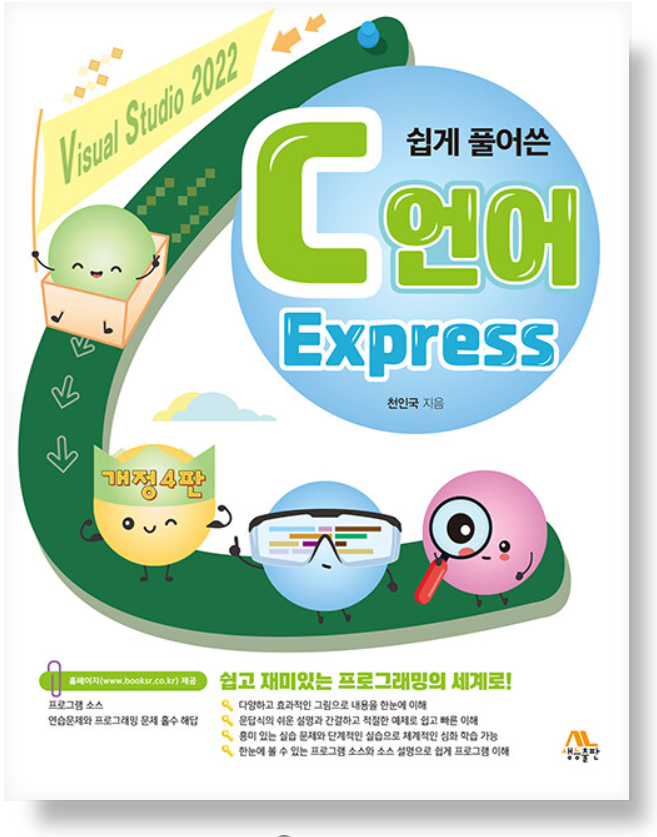 Visual Studio 2022
쉽게 풀어쓴
C 언어
Express
천인국 지음
개정4판
홈페이지(www.booksr.co.kr) 제공
프로그램 소스
연습문제와 프로그래밍 문제 홀수 해답
쉽고 재미있는 프로그래밍의 세계로!
다양하고 효과적인 그림으로 내용을 한눈에 이해
문답식의 쉬운 설명과 간결하고 적절한 예제로 쉽고 빠른 이해
흥미 있는 실습 문제와 단계적인 실습으로 체계적인 심화 학습 가능
한눈에 볼 수 있는 프로그램 소스와 소스 설명으로 쉽게 프로그램 이해
생능출판